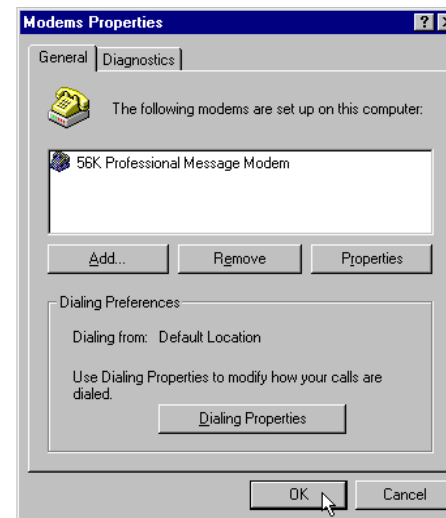 Modems Properties
General
Diagnostics
The following modems are set up on this computer:
56K Professional Message Modem
Add...
Remove
Properties
Dialing Preferences
Dialing from: Default Location
Use Dialing Properties to modify how your calls are
dialed.
Dialing Properties
OK
Cancel